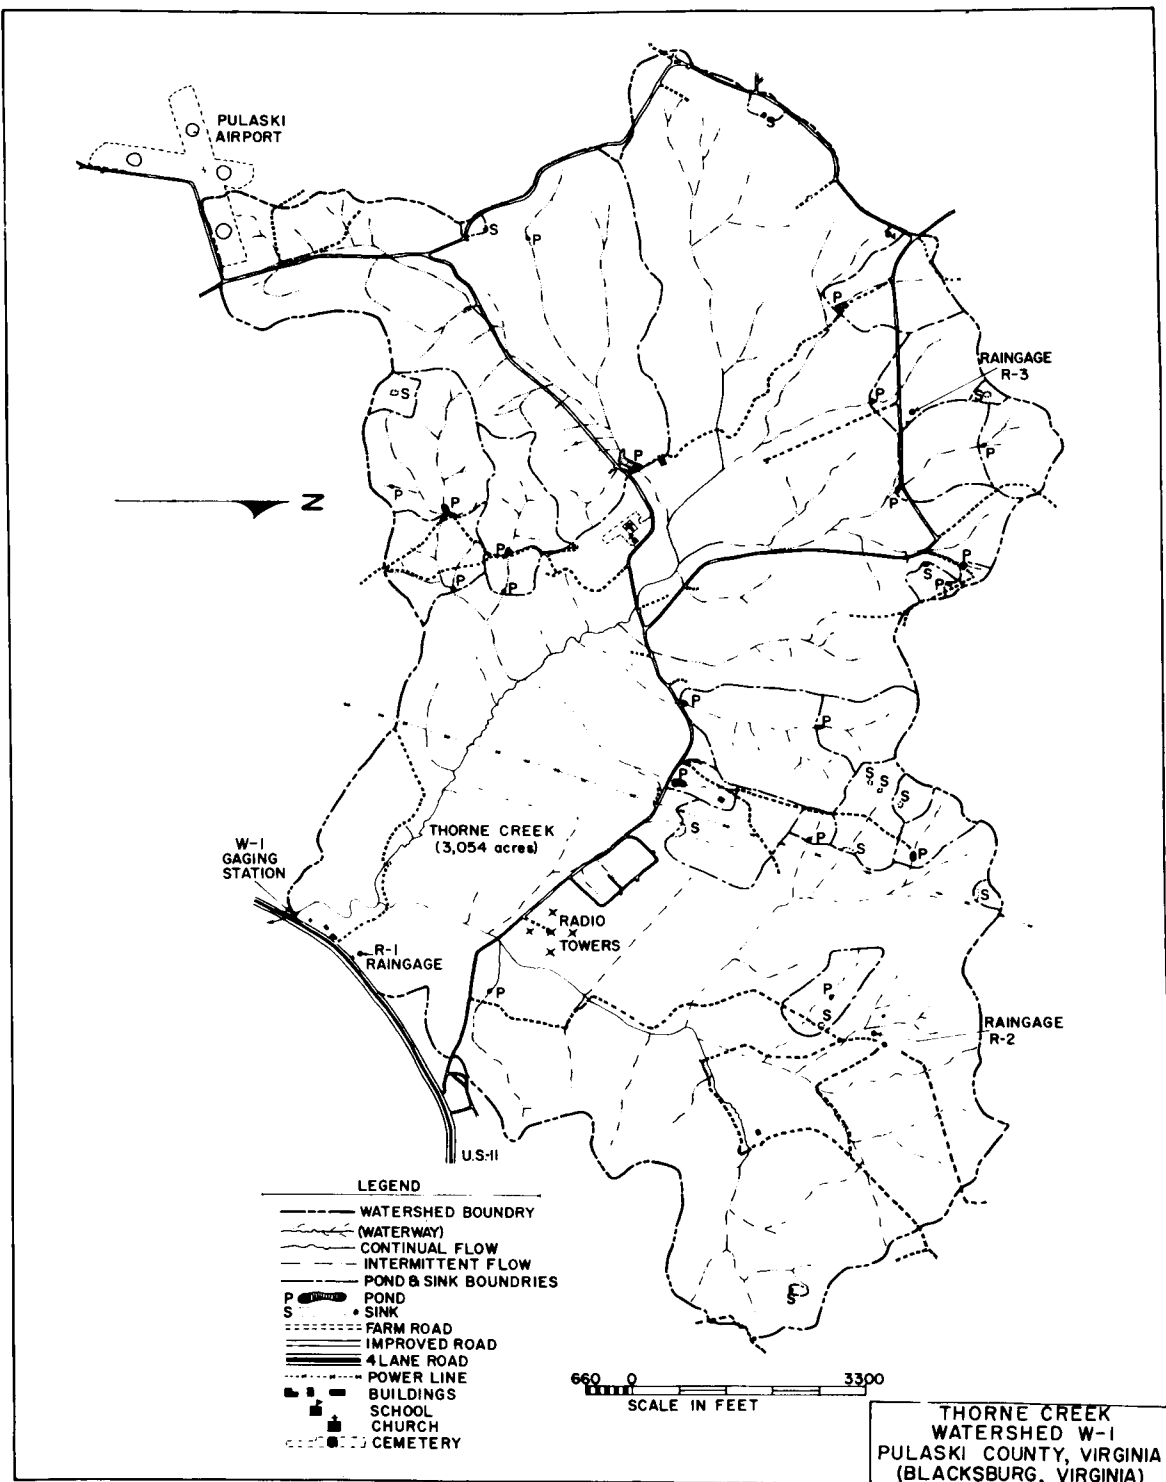 PULASKI
AIRPORT
S
S
P
P
RAINGAGE
R-3
S
P
S
P
P
P
P
N
P
P
P
P
P
S
P
P
P
P
P
S
S
S
P
THORNE CREEK
(3,054 acres)
S
P
S
P
W-1
GAGING
STATION
S
RADIO
TOWERS
R-1
RAINGAGE
P
P
S
RAINGAGE
R-2
U.S-11
S
LEGEND
WATERSHED BOUNDRY
(WATERWAY)
CONTINUAL FLOW
INTERMITTENT FLOW
POND & SINK BOUNDRIES
P POND
S SINK
FARM ROAD
IMPROVED ROAD
4 LANE ROAD
POWER LINE
BUILDINGS
SCHOOL
CHURCH
CEMETERY
660 0 3300
SCALE IN FEET
THORNE CREEK
WATERSHED W-1
PULASKI COUNTY, VIRGINIA
(BLACKSBURG, VIRGINIA)